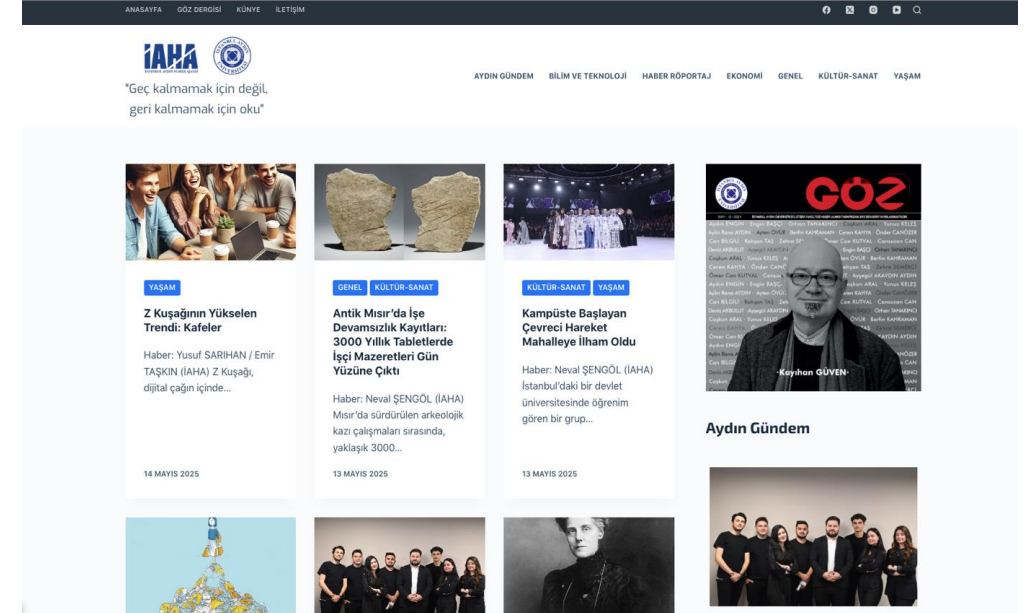 ANASAYFA GÖZ DERGİSİ KÜNYE İLETİŞİM
İAHA
"Geç kalmamak için değil,
geri kalmamak için oku"
AYDIN GÜNDEM BİLİM VE TEKNOLOJİ HABER RÖPORTAJ EKONOMİ GENEL KÜLTÜR-SANAT YAŞAM
YAŞAM
Z Kuşağının Yükselen
Trendi: Kafeler
Haber: Yusuf SARIHAN / Emir
TAŞKIN (İAHA) Z Kuşağı,
dijital çağın içinde...
14 MAYIS 2025
GENEL KÜLTÜR-SANAT
Antik Mısır’da İşe
Devamsızlık Kayıtları:
3000 Yıllık Tabletlerde
İşçi Mazeretleri Gün
Yüzüne Çıktı
Haber: Neval ŞENGÖL (İAHA)
Mısır’da sürdürülen arkeolojik
kazı çalışmaları sırasında,
yaklaşık 3000...
13 MAYIS 2025
KÜLTÜR-SANAT YAŞAM
Kampüste Başlayan
Çevreci Hareket
Mahalleye İlham Oldu
Haber: Neval ŞENGÖL (İAHA)
İstanbul’daki bir devlet
üniversitesinde öğrenim
gören bir grup...
13 MAYIS 2025
GÖZ
·Kayıhan GÜVEN·
Aydın Gündem